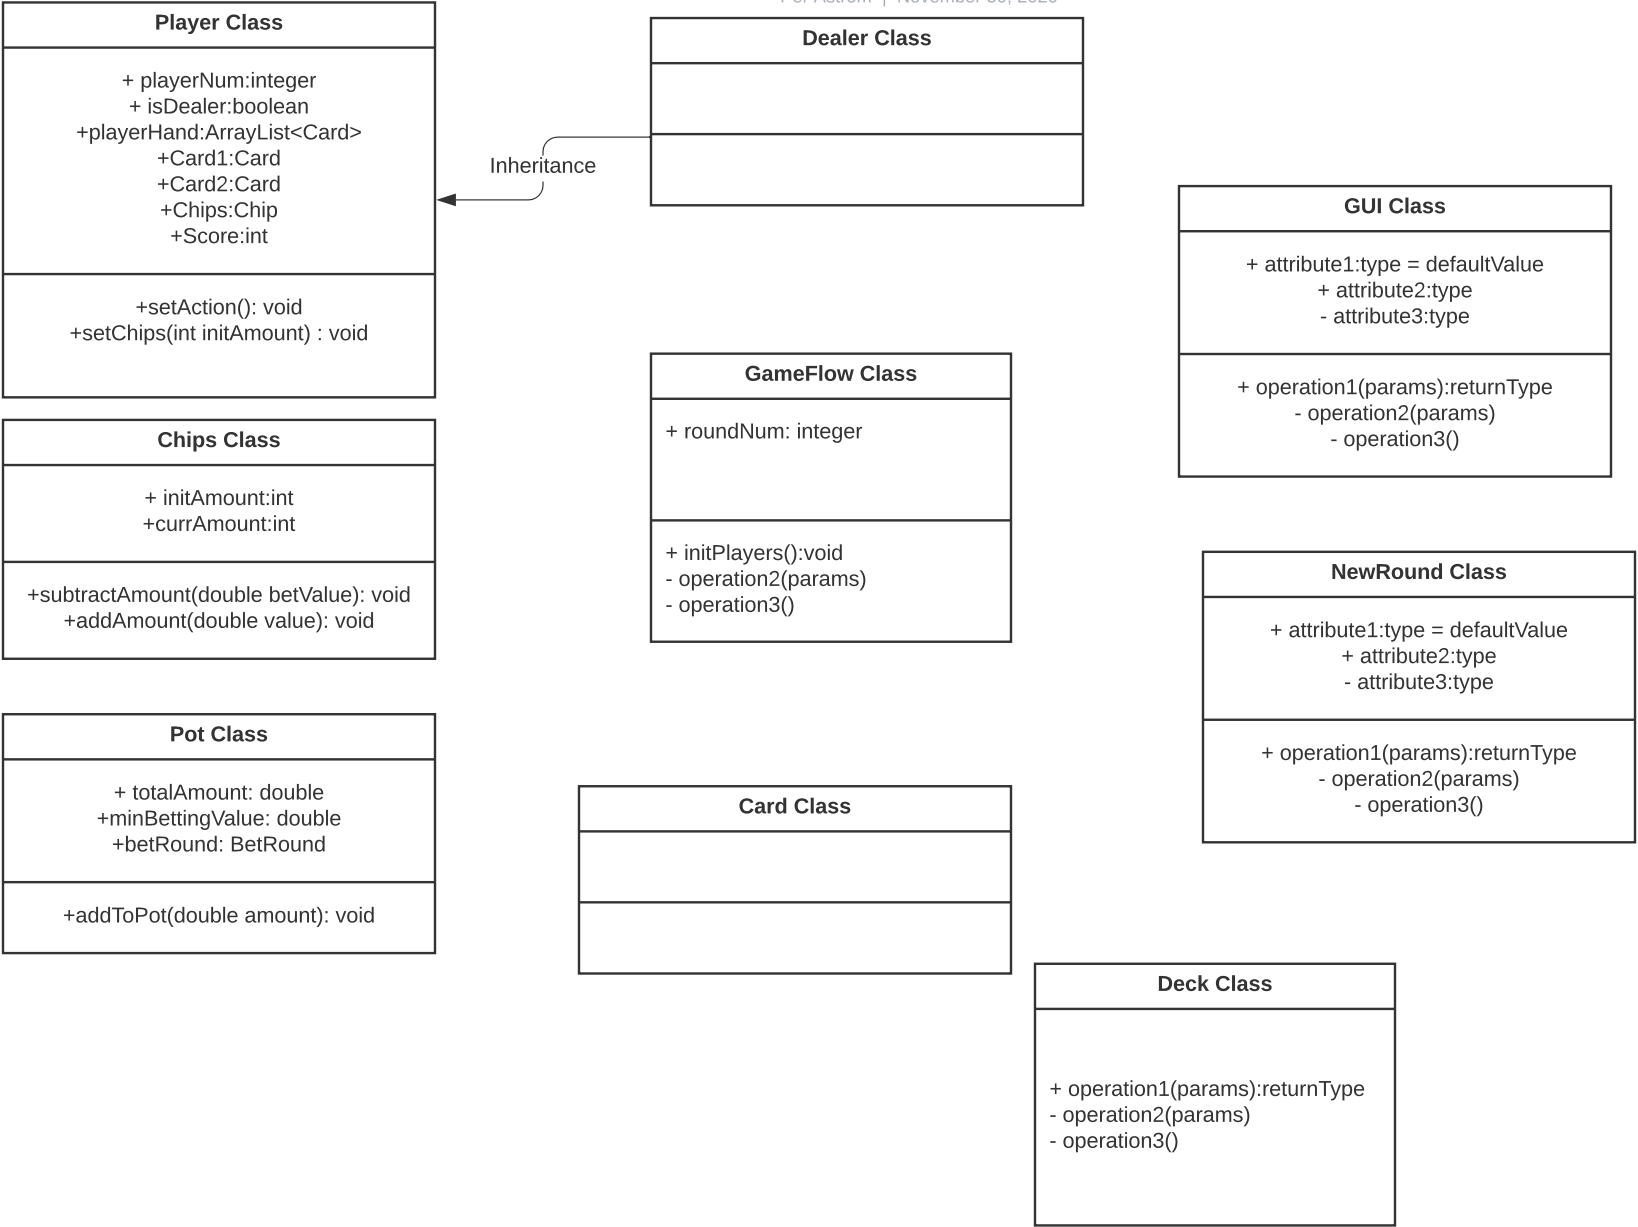 Player Class
+ playerNum:integer
+ isDealer:boolean
+playerHand:ArrayList<Card>
+Card1:Card
+Card2:Card
+Chips:Chip
+Score:int
+setAction(): void
+setChips(int initAmount) : void
Dealer Class
Inheritance
GUI Class
+ attribute1:type = defaultValue
+ attribute2:type
- attribute3:type
+ operation1(params):returnType
- operation2(params)
- operation3()
GameFlow Class
+ roundNum: integer
+ initPlayers():void
- operation2(params)
- operation3()
Chips Class
+ initAmount:int
+currAmount:int
+subtractAmount(double betValue): void
+addAmount(double value): void
NewRound Class
+ attribute1:type = defaultValue
+ attribute2:type
- attribute3:type
+ operation1(params):returnType
- operation2(params)
- operation3()
Pot Class
+ totalAmount: double
+minBettingValue: double
+betRound: BetRound
+addToPot(double amount): void
Card Class
Deck Class
+ operation1(params):returnType
- operation2(params)
- operation3()